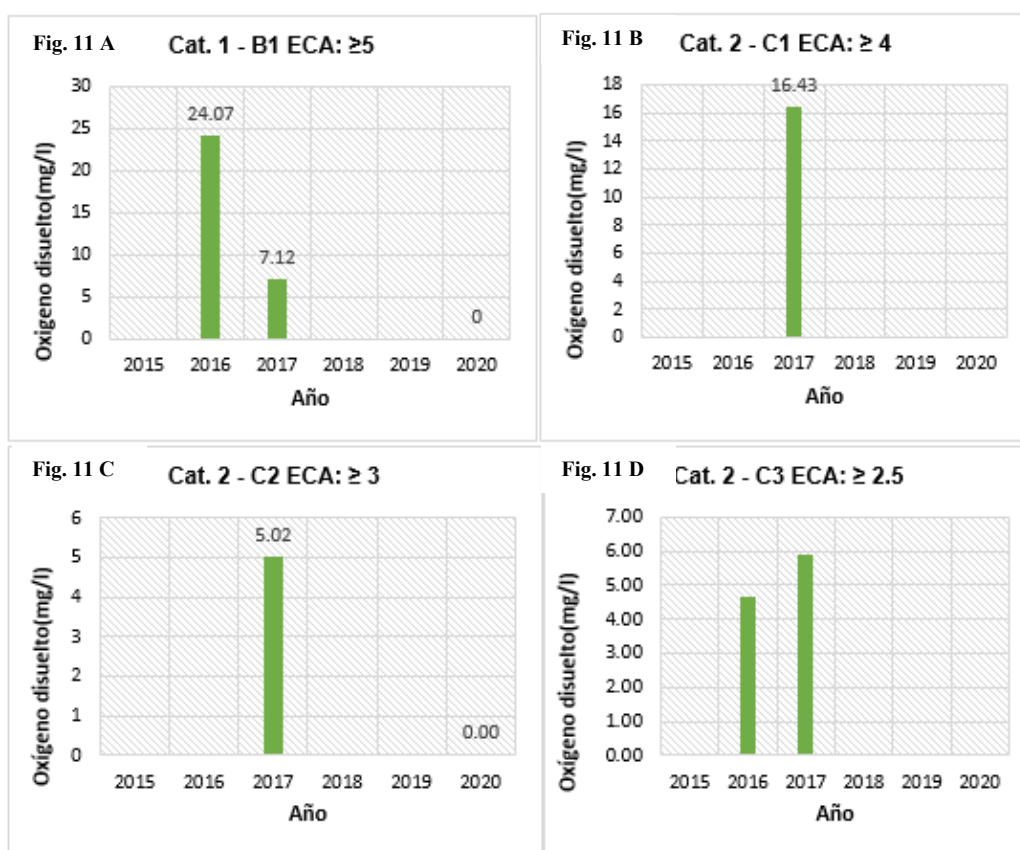 Fig. 11 A
Cat. 1 - B1 ECA: ≥5
Oxigeno disuelto(mg/l)
30
25
20
15
10
5
0
24.07
7.12
0
2015 2016 2017 2018 2019 2020
Año
Fig. 11 B
Cat. 2 - C1 ECA: ≥ 4
Oxígeno disuelto(mg/l)
18
16
14
12
10
8
6
4
2
0
16.43
2015 2016 2017 2018 2019 2020
Año
Fig. 11 C
Cat. 2 - C2 ECA: ≥ 3
Oxígeno disuelto(mg/l)
6
5
4
3
2
1
0
5.02
0.00
2015 2016 2017 2018 2019 2020
Año
Fig. 11 D
Cat. 2 - C3 ECA: ≥ 2.5
Oxígeno disuelto(mg/l)
7.00
6.00
5.00
4.00
3.00
2.00
1.00
0.00
2015 2016 2017 2018 2019 2020
Año